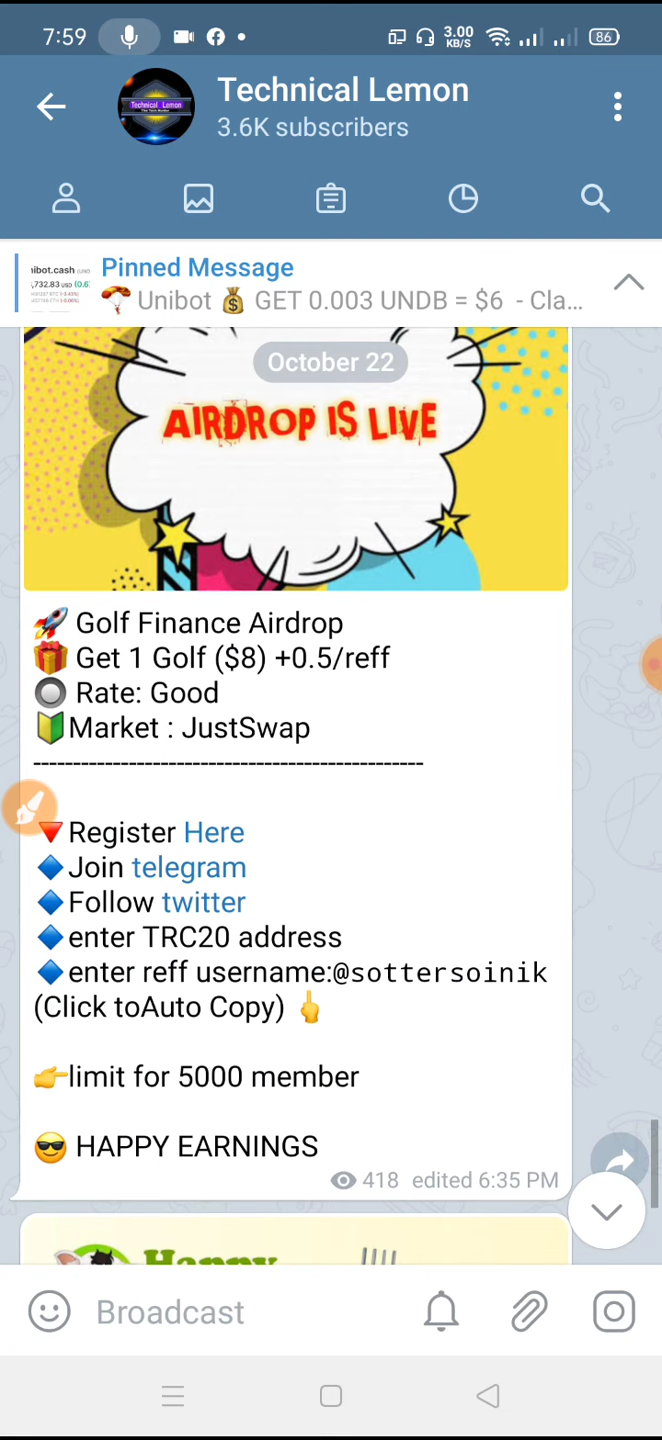 7:59
3.00
KB/S
86
Technical Lemon
Technical Lemon
3.6K subscribers
Pinned Message
Unibot 💰 GET 0.003 UNDB = $6 - Cla...
October 22
AIRDROP IS LIVE
🚀 Golf Finance Airdrop
🎁 Get 1 Golf ($8) +0.5/reff
🔘 Rate: Good
🔰Market : JustSwap
------------------------------------------------
🔻Register Here
🔷Join telegram
🔷Follow twitter
🔷enter TRC20 address
🔷enter reff username:@sottersoinik
(Click toAuto Copy) 🖕
👉limit for 5000 member
😎 HAPPY EARNINGS
418 edited 6:35 PM
Happy
Broadcast